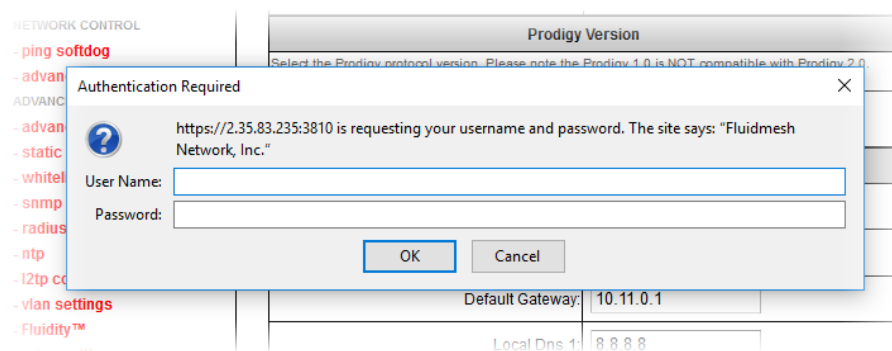 NETWORK CONTROL
- ping softdog
- advan
ADVANC
- advan
- static
- whitel
- snmp
- radius
- ntp
- l2tp co
- vlan settings
- Fluidity™
Prodigy Version
Select the Prodigy protocol version. Please note the Prodigy 1.0 is NOT compatible with Prodigy 2.0.
Authentication Required
https://2.35.83.235:3810 is requesting your username and password. The site says: “Fluidmesh
Network, Inc.”
User Name:
Password:
OK Cancel
Default Gateway: 10.11.0.1
Local Dns 1: 8.8.8.8